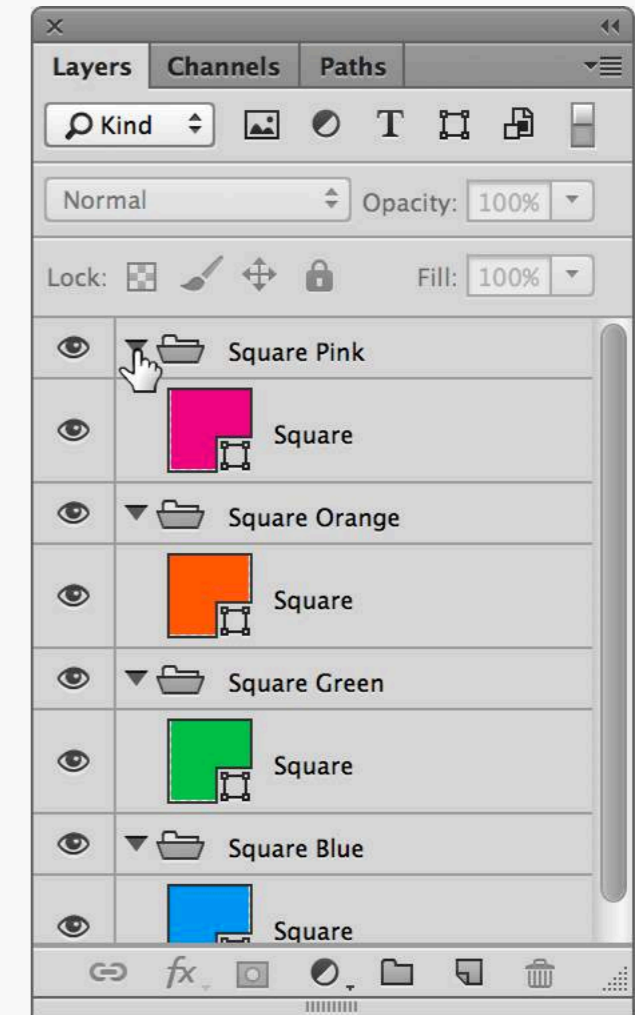 Layers Channels Paths
Kind T
Normal Opacity: 100%
Lock: Fill: 100%
Square Pink
Square
Square Orange
Square
Square Green
Square
Square Blue
Square
fx